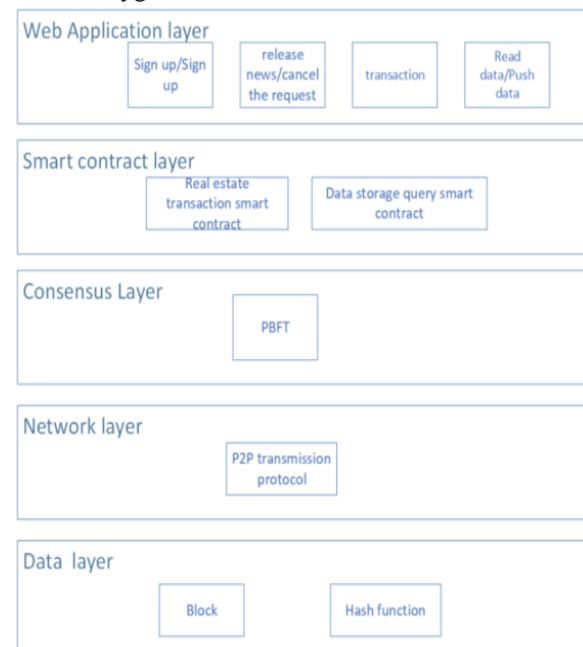 Web Application layer
Sign up/Sign
up
release
news/cancel
the request
transaction
Read
data/Push
data
Smart contract layer
Real estate
transaction smart
contract
Data storage query smart
contract
Consensus Layer
PBFT
Network layer
P2P transmission
protocol
Data layer
Block
Hash function